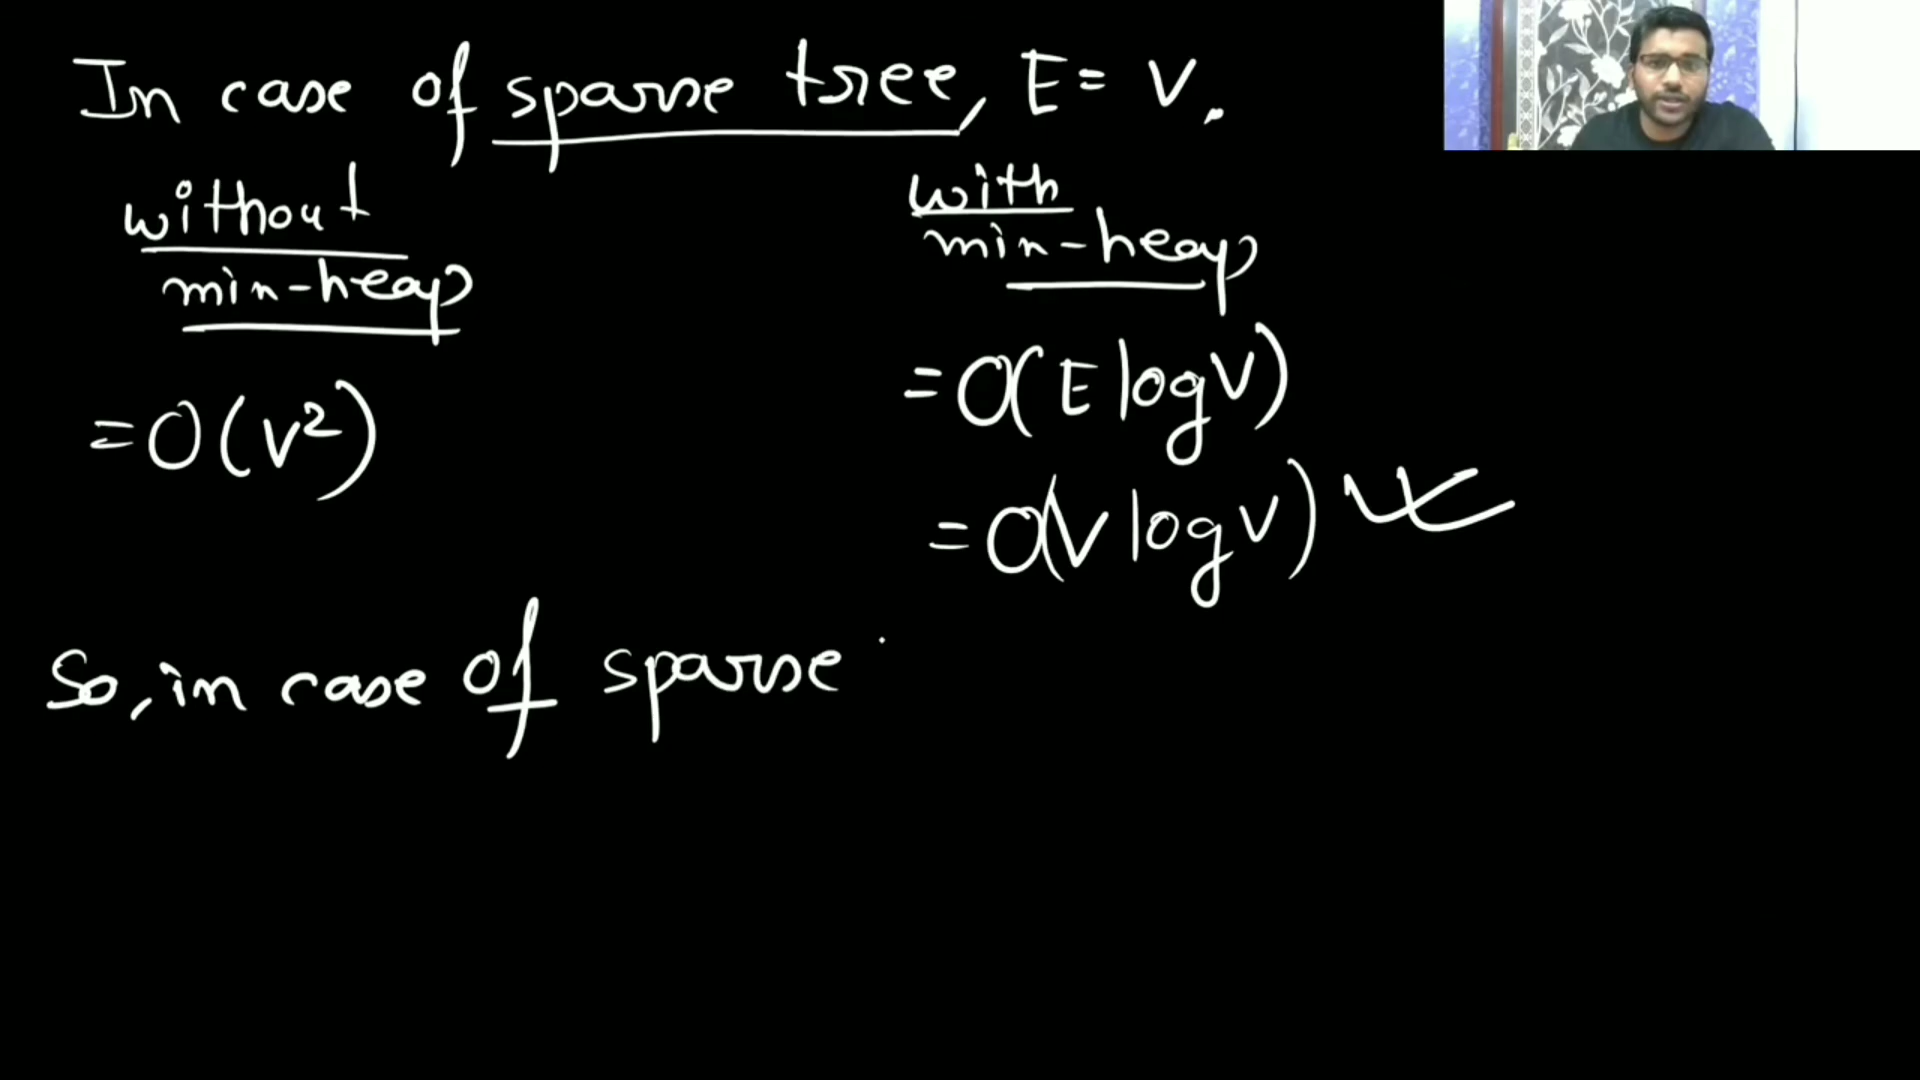 In case of sparse tree, E = V.
without
min-heap
= O(V²)
with
min-heap
= O(E log V)
= O(V log V)
So, in case of sparse